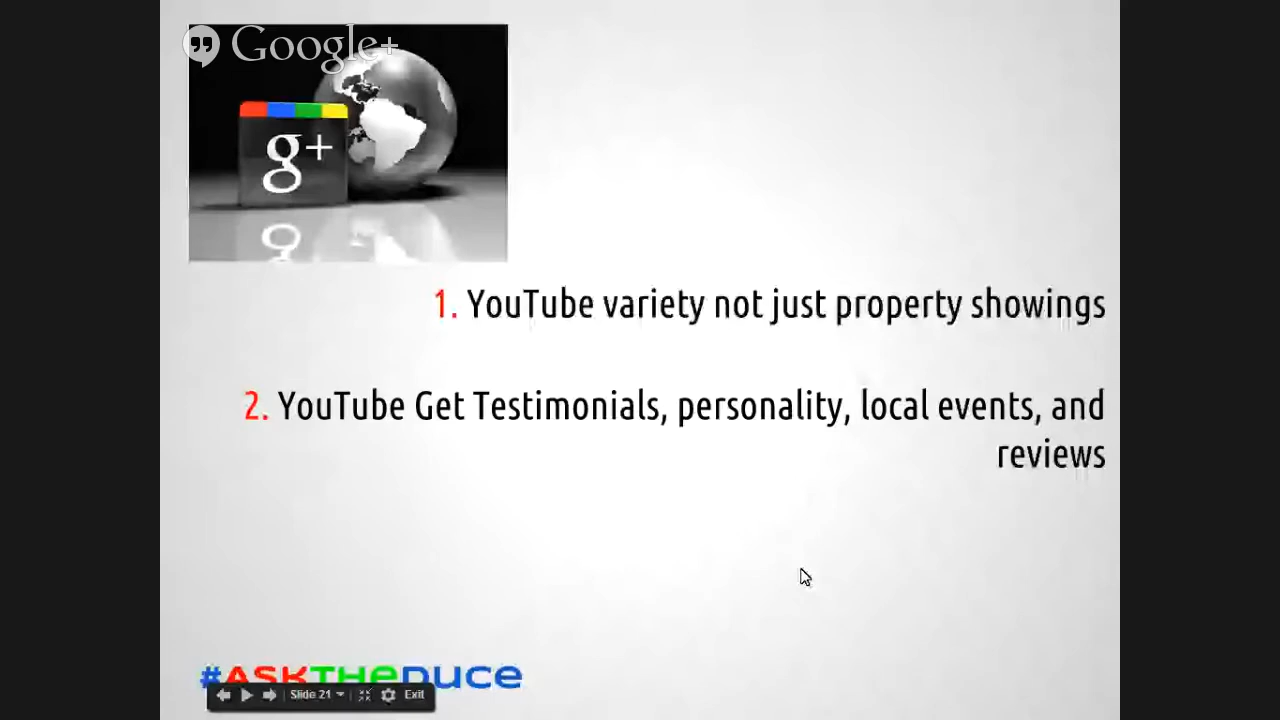 Google+
g+
1. YouTube variety not just property showings
2. YouTube Get Testimonials, personality, local events, and
reviews
#ASKTHEDUCE
Slide 21
Exit